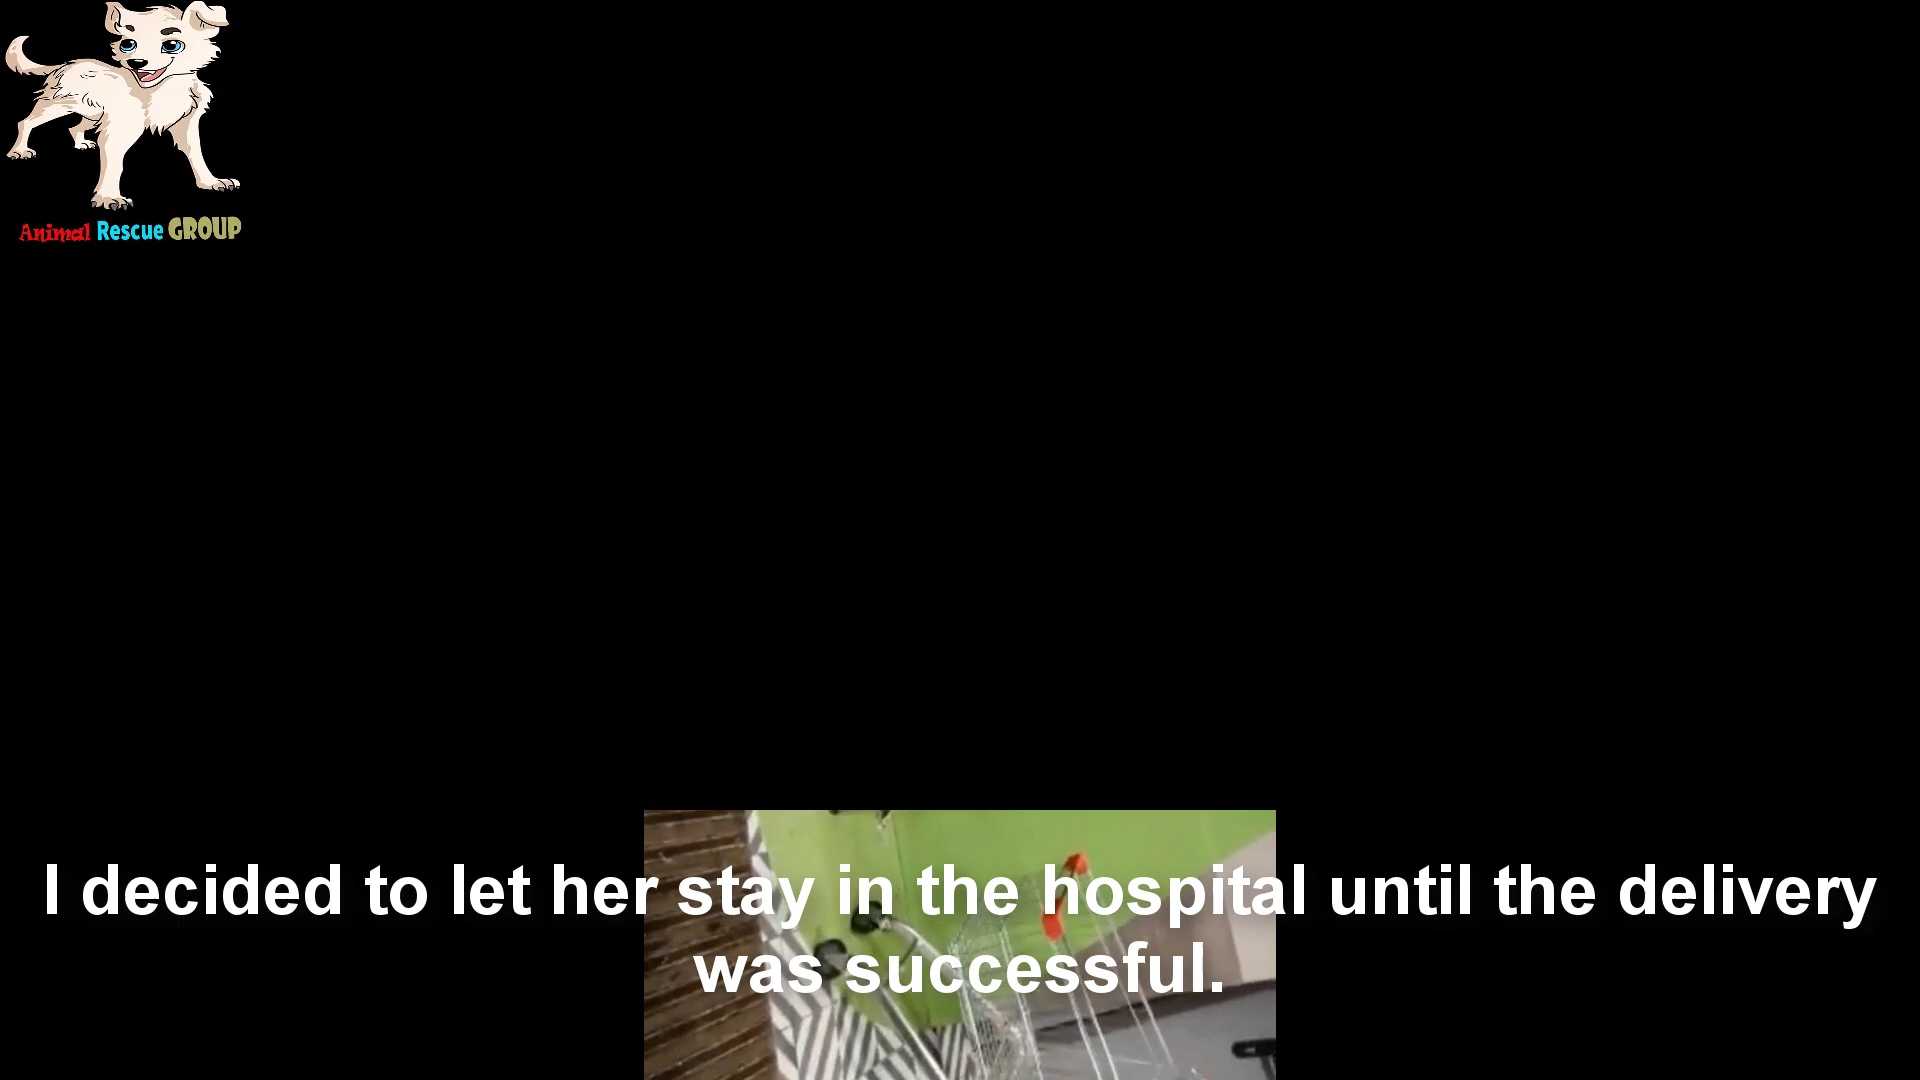 Animal Rescue GROUP
I decided to let her stay in the hospital until the delivery
was successful.